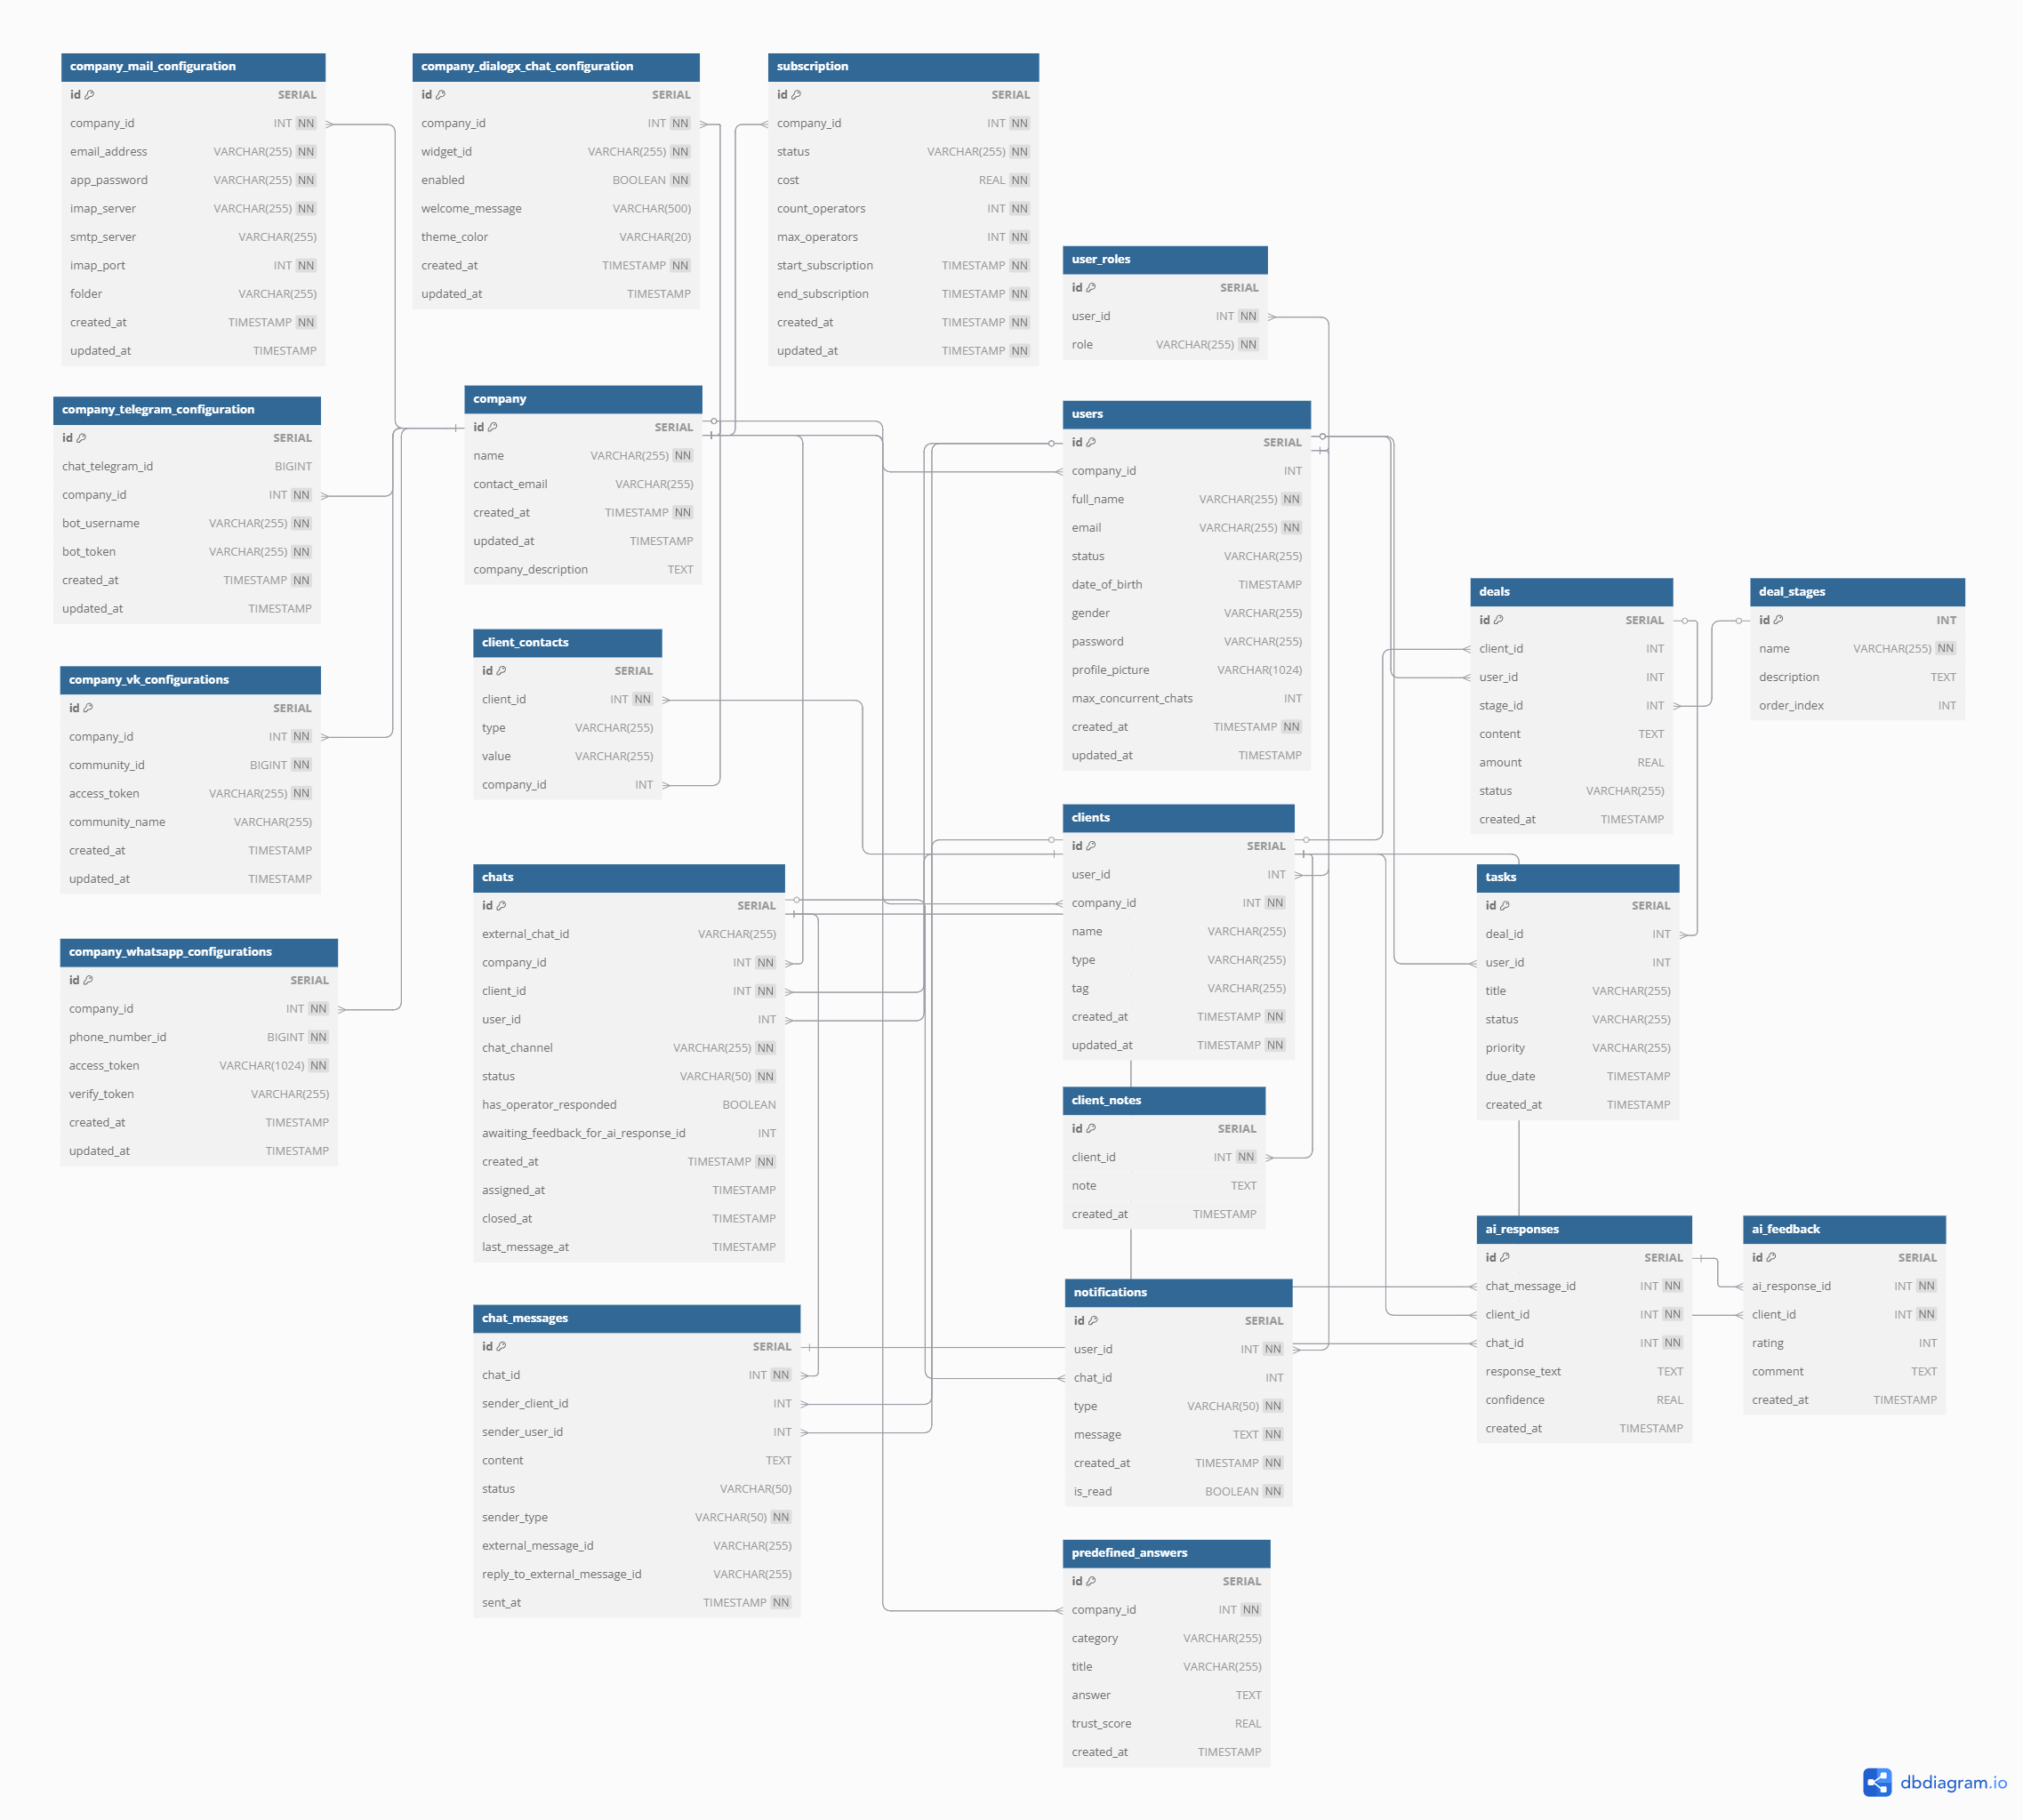 company_mail_configuration
id SERIAL
company_id INT NN
email_address VARCHAR(255) NN
app_password VARCHAR(255) NN
imap_server VARCHAR(255) NN
smtp_server VARCHAR(255)
imap_port INT NN
folder VARCHAR(255)
created_at TIMESTAMP NN
updated_at TIMESTAMP
company_dialogx_chat_configuration
id SERIAL
company_id INT NN
widget_id VARCHAR(255) NN
enabled BOOLEAN NN
welcome_message VARCHAR(500)
theme_color VARCHAR(20)
created_at TIMESTAMP NN
updated_at TIMESTAMP
subscription
id SERIAL
company_id INT NN
status VARCHAR(255) NN
cost REAL NN
count_operators INT NN
max_operators INT NN
start_subscription TIMESTAMP NN
end_subscription TIMESTAMP NN
created_at TIMESTAMP NN
updated_at TIMESTAMP NN
user_roles
id SERIAL
user_id INT NN
role VARCHAR(255) NN
company_telegram_configuration
id SERIAL
chat_telegram_id BIGINT
company_id INT NN
bot_username VARCHAR(255) NN
bot_token VARCHAR(255) NN
created_at TIMESTAMP NN
updated_at TIMESTAMP
company
id SERIAL
name VARCHAR(255) NN
contact_email VARCHAR(255)
created_at TIMESTAMP NN
updated_at TIMESTAMP
company_description TEXT
users
id SERIAL
company_id INT
full_name VARCHAR(255) NN
email VARCHAR(255) NN
status VARCHAR(255)
date_of_birth TIMESTAMP
gender VARCHAR(255)
password VARCHAR(255)
profile_picture VARCHAR(1024)
max_concurrent_chats INT
created_at TIMESTAMP NN
updated_at TIMESTAMP
deals
id SERIAL
client_id INT
user_id INT
stage_id INT
content TEXT
amount REAL
status VARCHAR(255)
created_at TIMESTAMP
deal_stages
id INT
name VARCHAR(255) NN
description TEXT
order_index INT
company_vk_configurations
id SERIAL
company_id INT NN
community_id BIGINT NN
access_token VARCHAR(255) NN
community_name VARCHAR(255)
created_at TIMESTAMP
updated_at TIMESTAMP
client_contacts
id SERIAL
client_id INT NN
type VARCHAR(255)
value VARCHAR(255)
company_id INT
clients
id SERIAL
user_id INT
company_id INT NN
name VARCHAR(255)
type VARCHAR(255)
tag VARCHAR(255)
created_at TIMESTAMP NN
updated_at TIMESTAMP NN
tasks
id SERIAL
deal_id INT
user_id INT
title VARCHAR(255)
status VARCHAR(255)
priority VARCHAR(255)
due_date TIMESTAMP
created_at TIMESTAMP
chats
id SERIAL
external_chat_id VARCHAR(255)
company_id INT NN
client_id INT NN
user_id INT
chat_channel VARCHAR(255) NN
status VARCHAR(50) NN
has_operator_responded BOOLEAN
awaiting_feedback_for_ai_response_id INT
created_at TIMESTAMP NN
assigned_at TIMESTAMP
closed_at TIMESTAMP
last_message_at TIMESTAMP
company_whatsapp_configurations
id SERIAL
company_id INT NN
phone_number_id BIGINT NN
access_token VARCHAR(1024) NN
verify_token VARCHAR(255)
created_at TIMESTAMP
updated_at TIMESTAMP
client_notes
id SERIAL
client_id INT NN
note TEXT
created_at TIMESTAMP
ai_responses
id SERIAL
chat_message_id INT NN
client_id INT NN
chat_id INT NN
response_text TEXT
confidence REAL
created_at TIMESTAMP
ai_feedback
id SERIAL
ai_response_id INT NN
client_id INT NN
rating INT
comment TEXT
created_at TIMESTAMP
notifications
id SERIAL
user_id INT NN
chat_id INT
type VARCHAR(50) NN
message TEXT NN
created_at TIMESTAMP NN
is_read BOOLEAN NN
chat_messages
id SERIAL
chat_id INT NN
sender_client_id INT
sender_user_id INT
content TEXT
status VARCHAR(50)
sender_type VARCHAR(50) NN
external_message_id VARCHAR(255)
reply_to_external_message_id VARCHAR(255)
sent_at TIMESTAMP NN
predefined_answers
id SERIAL
company_id INT NN
category VARCHAR(255)
title VARCHAR(255)
answer TEXT
trust_score REAL
created_at TIMESTAMP
dbdiagram.io